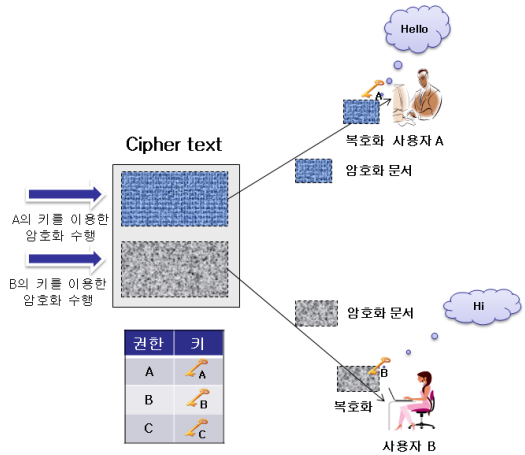 Hello
A
복호화 사용자 A
Cipher text
암호화 문서
A의 키를 이용한
암호화 수행
B의 키를 이용한
암호화 수행
Hi
암호화 문서
권한 키
A A
B B
C C
B
복호화
사용자 B